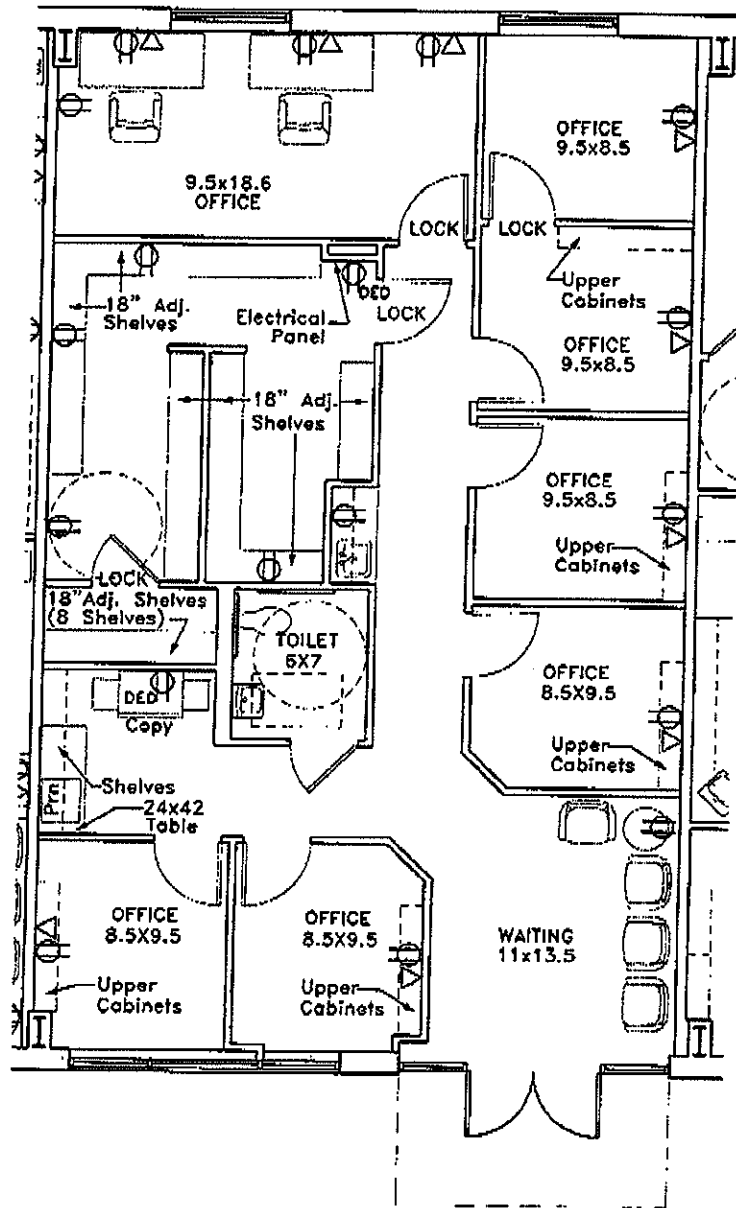 OFFICE
9.5x8.5
9.5x18.6
OFFICE
LOCK
LOCK
Upper
Cabinets
18" Adj.
Shelves
Electrical
Panel
DED
LOCK
OFFICE
9.5x8.5
18" Adj.
Shelves
OFFICE
9.5x8.5
Upper
Cabinets
LOCK
18"Adj. Shelves
(8 Shelves)
TOILET
6X7
OFFICE
8.5X9.5
DED
Copy
Upper
Cabinets
Shelves
Prn
24x42
Table
OFFICE
8.5X9.5
OFFICE
8.5X9.5
WAITING
11x13.5
Upper
Cabinets
Upper
Cabinets